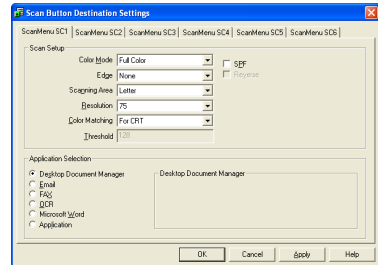 Scan Button Destination Settings
ScanMenu SC1 ScanMenu SC2 ScanMenu SC3 ScanMenu SC4 ScanMenu SC5 ScanMenu SC6
Scan Setup
Color Mode Full Color SPF
Edge None Reverse
Scanning Area Letter
Resolution 75
Color Matching For CRT
Threshold 128
Application Selection
Desktop Document Manager Desktop Document Manager
Email
FAX
OCR
Microsoft Word
Application
OK Cancel Apply Help